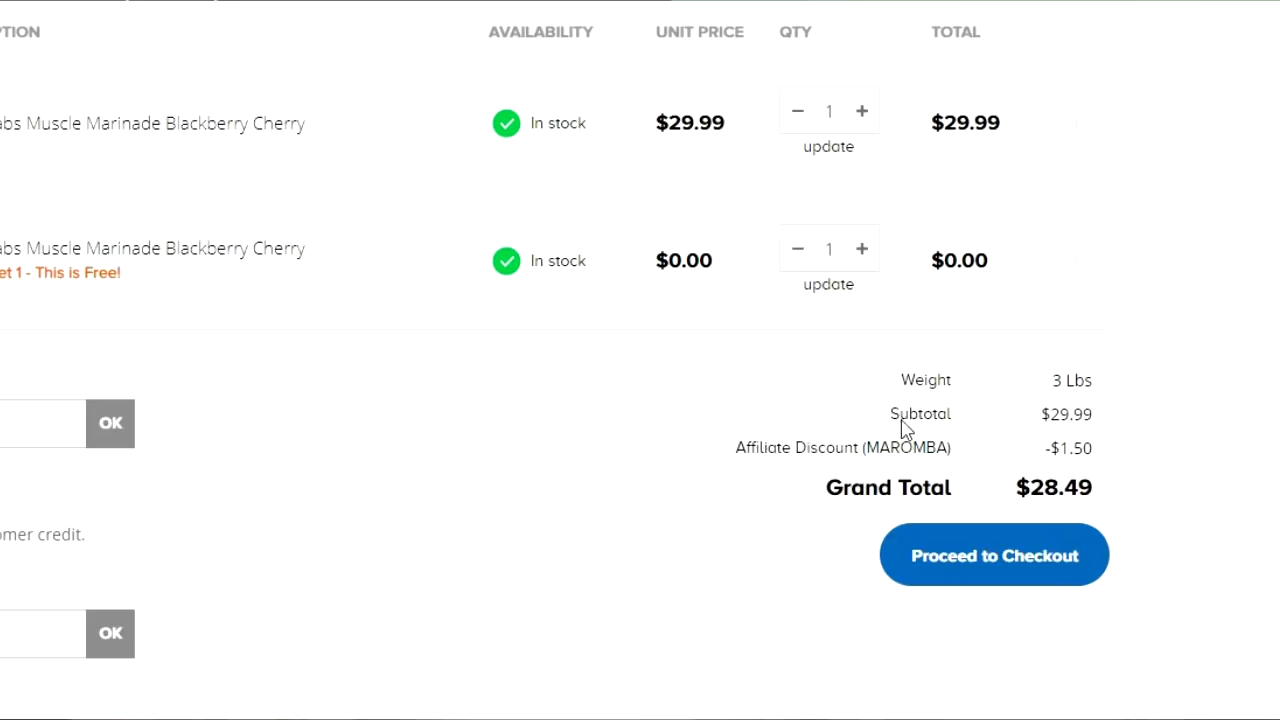 PTION AVAILABILITY UNIT PRICE QTY TOTAL
abs Muscle Marinade Blackberry Cherry In stock $29.99 − 1 + $29.99
update
abs Muscle Marinade Blackberry Cherry
et 1 - This is Free! In stock $0.00 − 1 + $0.00
update
Weight 3 Lbs
Subtotal $29.99
OK
Affiliate Discount (MAROMBA) -$1.50
Grand Total $28.49
omer credit.
Proceed to Checkout
OK